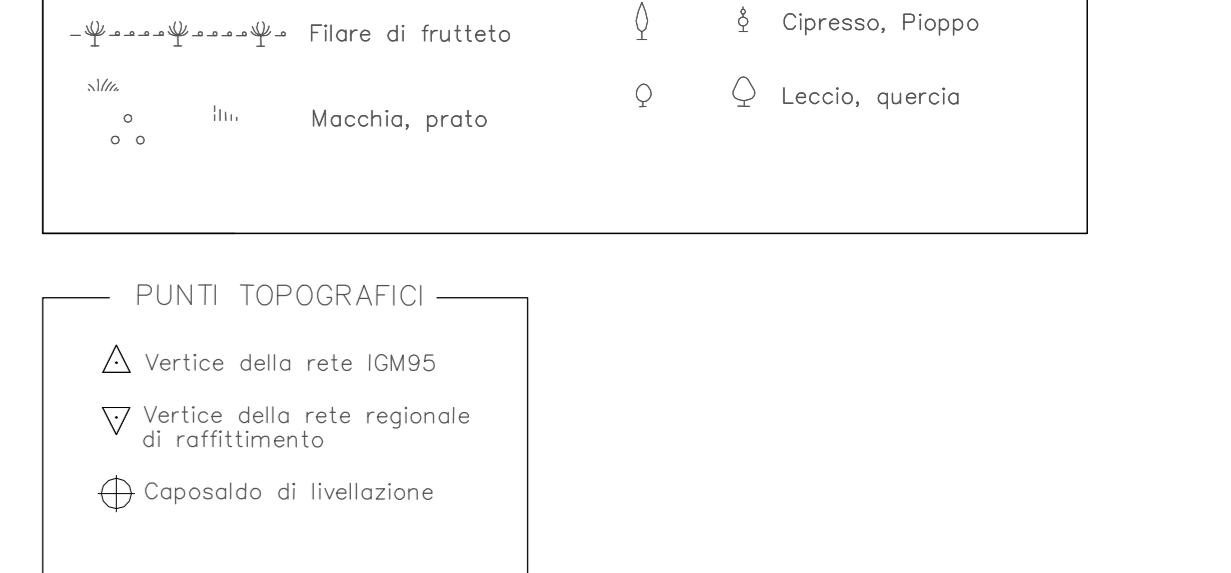 Filare di frutteto
Cipresso, Pioppo
Macchia, prato
Leccio, quercia
PUNTI TOPOGRAFICI
Vertice della rete IGM95
Vertice della rete regionale
di raffittimento
Caposaldo di livellazione